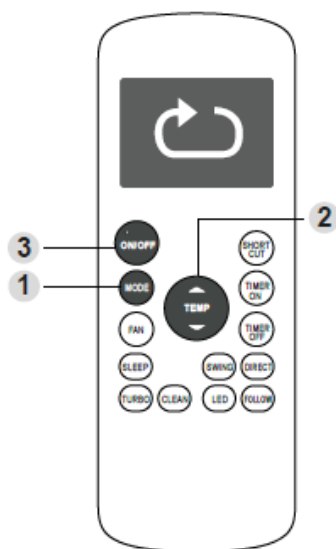 2
3
ON/OFF
SHORT
CUT
1
MODE
TEMP
TIMER
ON
FAN
TIMER
OFF
SLEEP
SWING
DIRECT
TURBO
CLEAN
LED
FOLLOW